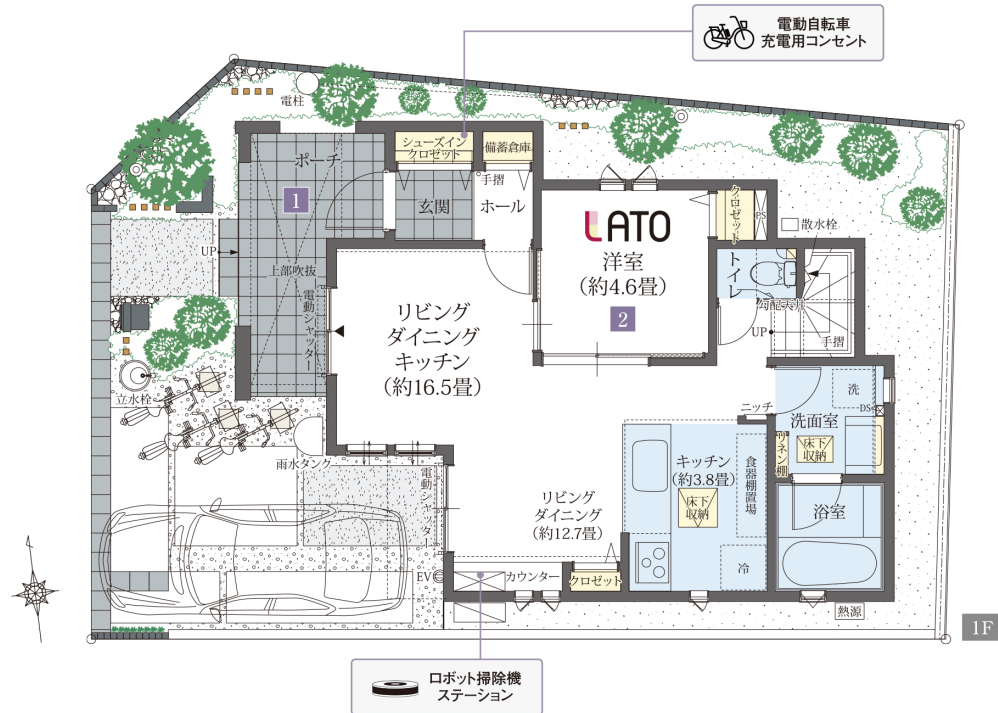 電動自転車
充電用コンセント
電柱
ポーチ
1
シューズイン
クロゼット
備蓄倉庫
手摺
玄関
ホール
UP
上部吹抜
電動シャッター
リビング
ダイニング
キッチン
(約16.5畳)
LATO
洋室
(約4.6畳)
2
クロゼット
PS
散水栓
トイレ
勾配天井
UP
手摺
立水栓
雨水タンク
電動シャッター
ニッチ
洗
DS
洗面室
リネン棚
床下
収納
キッチン
(約3.8畳)
床下
収納
食器棚置場
冷
リビング
ダイニング
(約12.7畳)
浴室
EV
カウンター
クロゼット
熱源
1F
ロボット掃除機
ステーション